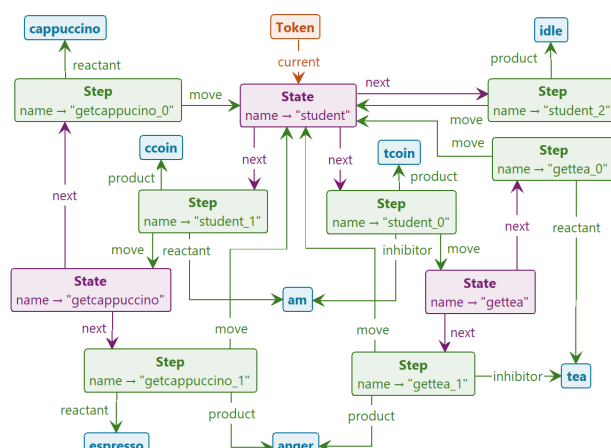 cappuccino
Token
idle
reactant
current
product
Step
name → "getcappucino_0"
move
State
name → "student"
next
Step
name → "student_2"
move
move
ccoin
next
next
tcoin
Step
name → "gettea_0"
product
product
next
Step
name → "student_1"
Step
name → "student_0"
next
reactant
move
reactant
inhibitor
move
State
name → "getcappuccino"
am
State
name → "gettea"
next
move
move
next
Step
name → "getcappuccino_1"
Step
name → "gettea_1"
inhibitor
tea
reactant
product
product
espresso
anger